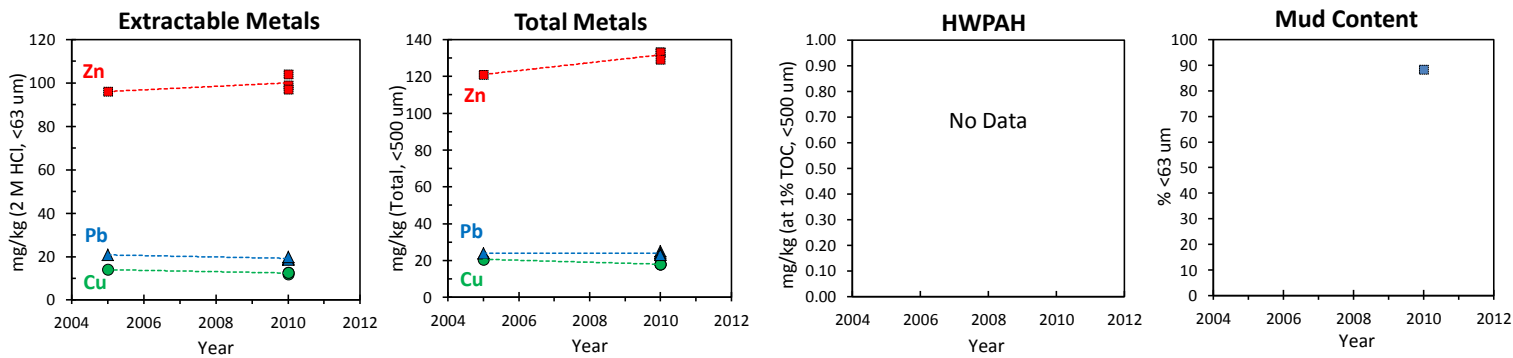 Extractable Metals
mg/kg (2 M HCl, <63 um)
120
100
80
60
40
20
0
Zn
Pb
Cu
2004 2006 2008 2010 2012
Year
Total Metals
mg/kg (Total, <500 um)
140
120
100
80
60
40
20
0
Zn
Pb
Cu
2004 2006 2008 2010 2012
Year
HWPAH
mg/kg (at 1% TOC, <500 um)
1.00
0.90
0.80
0.70
0.60
0.50
0.40
0.30
0.20
0.10
0.00
No Data
2004 2006 2008 2010 2012
Year
Mud Content
% <63 um
100
90
80
70
60
50
40
30
20
10
0
2004 2006 2008 2010 2012
Year